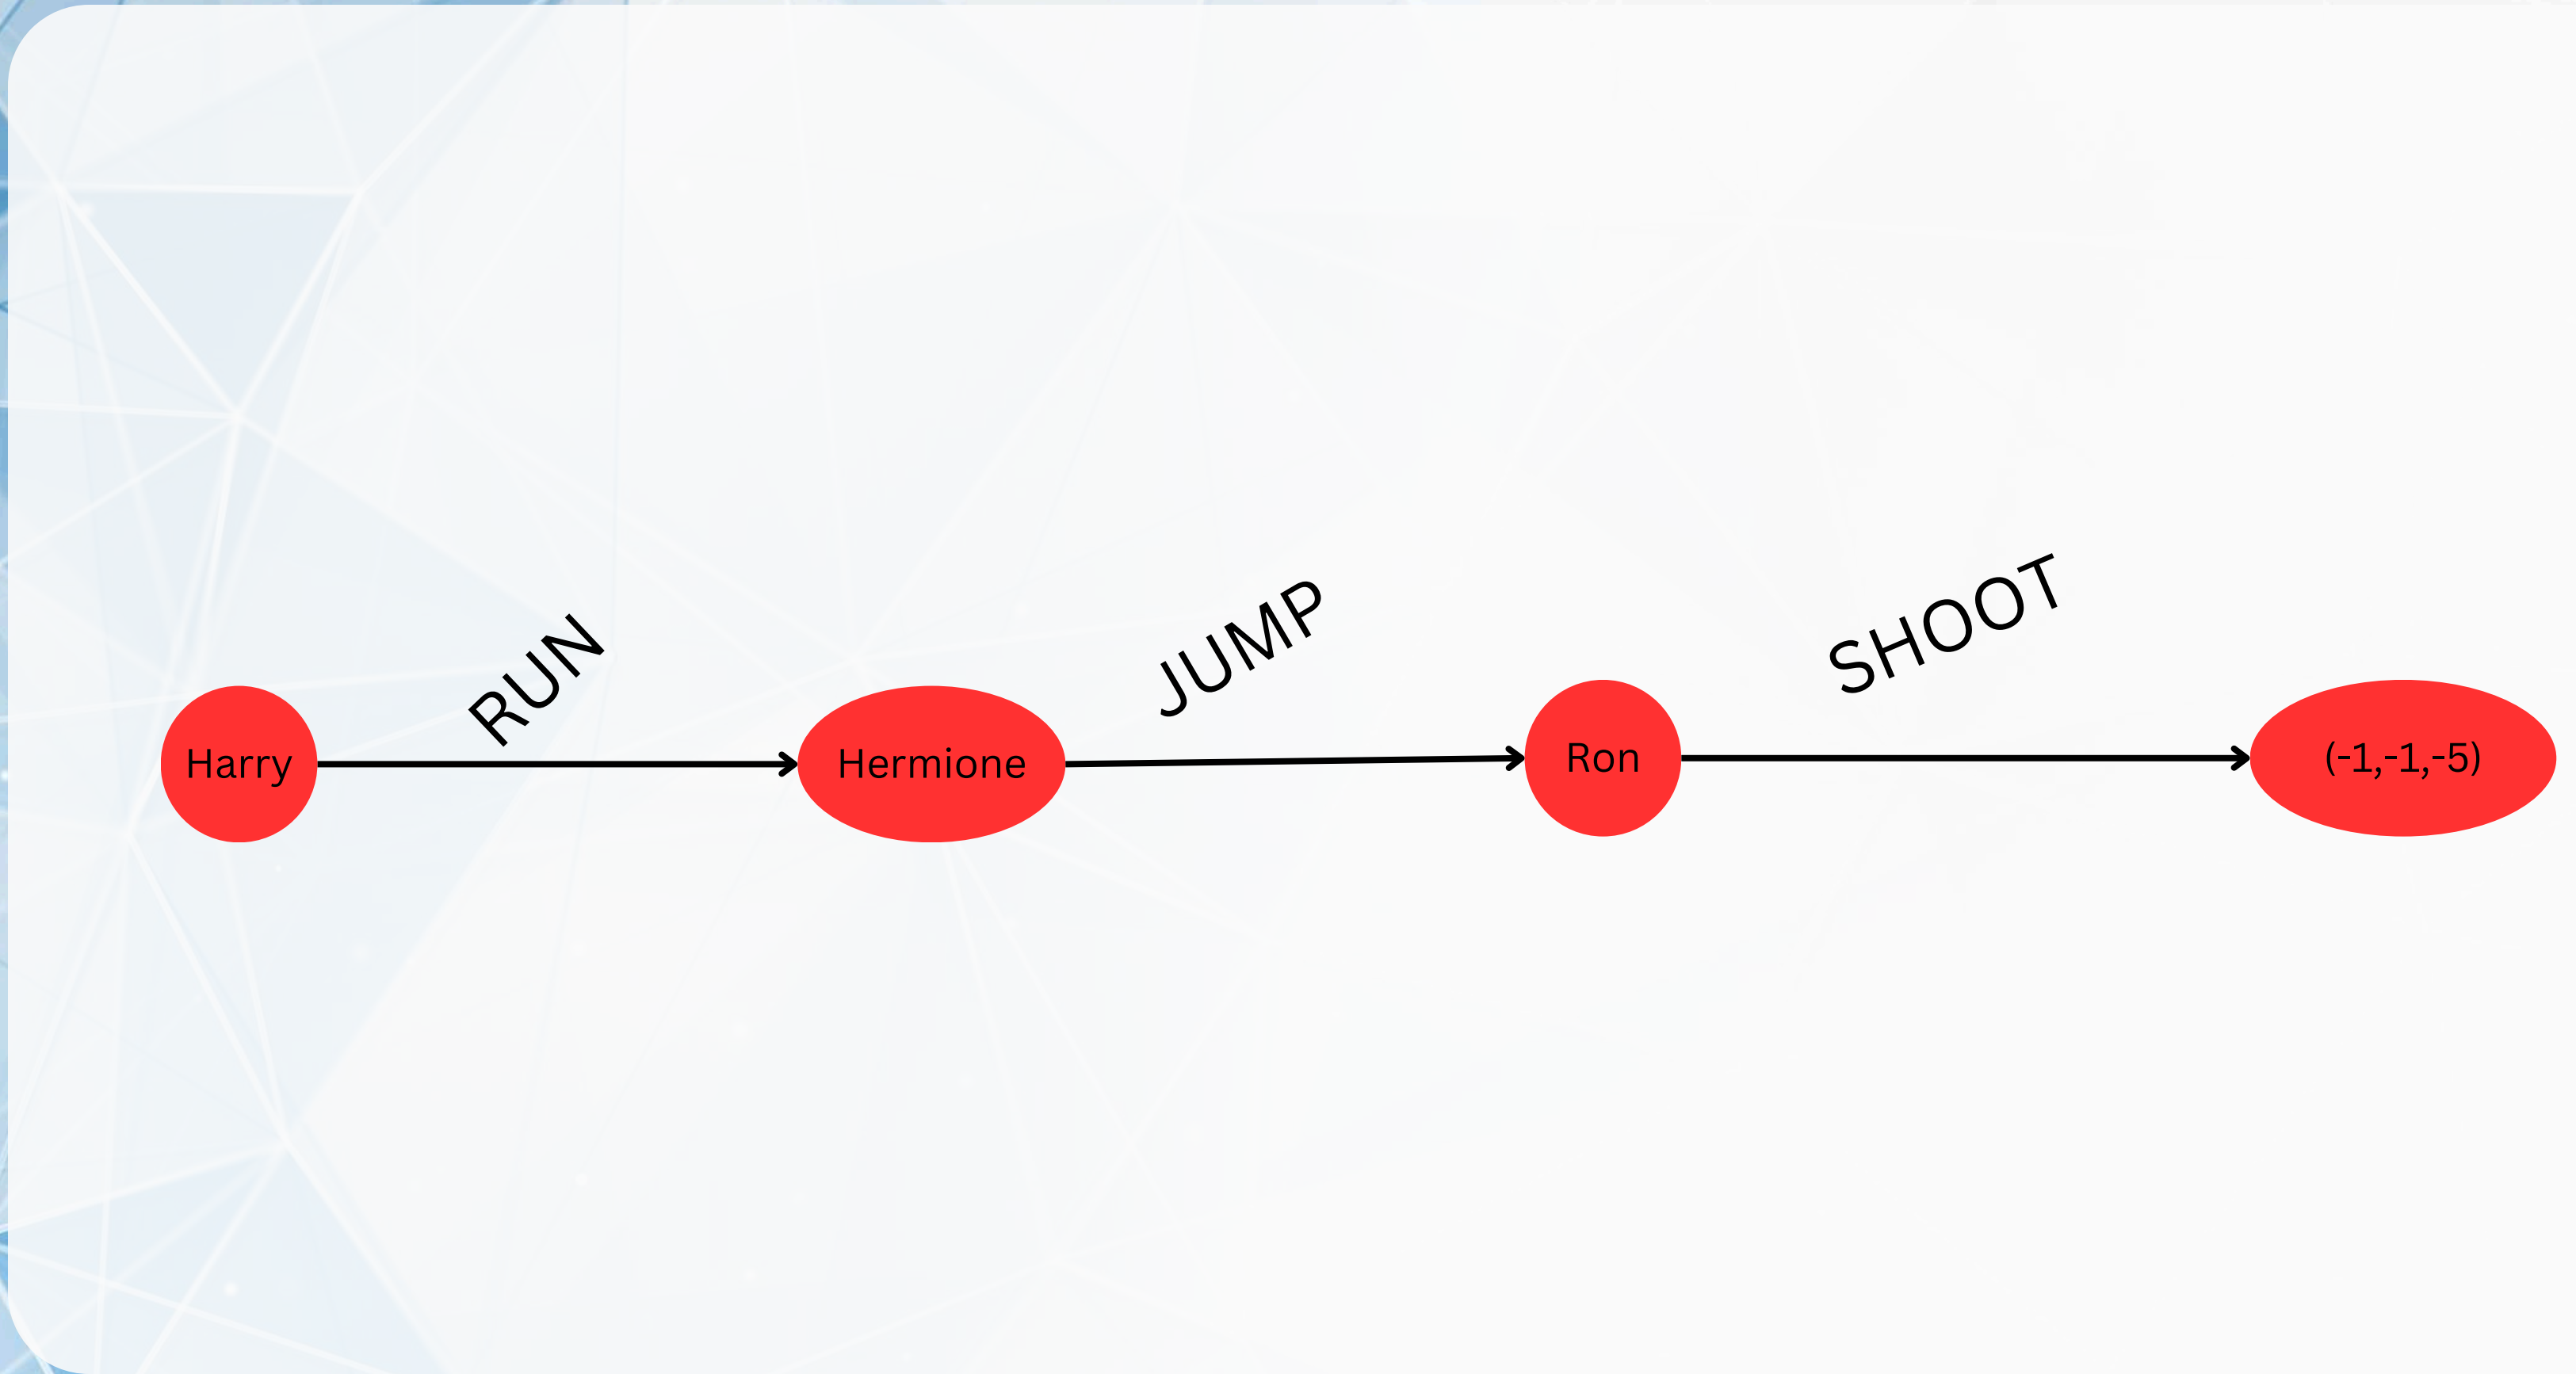 RUN
JUMP
SHOOT
Harry
Hermione
Ron
(-1,-1,-5)